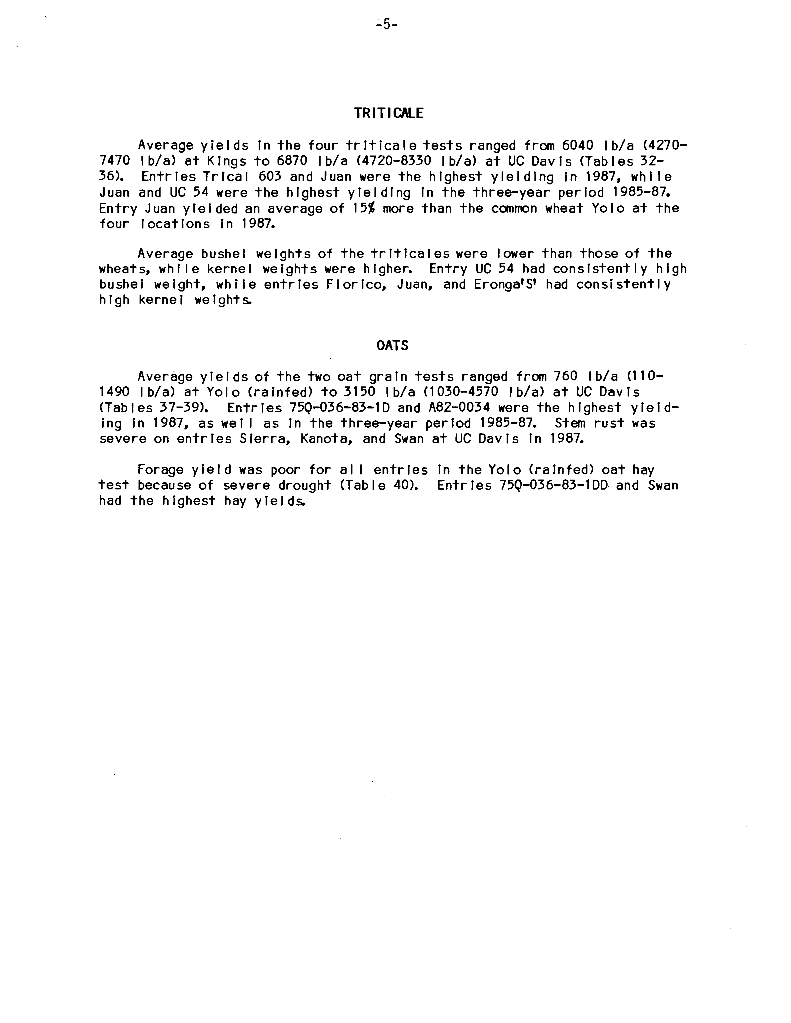 -5-
TRITICALE
Average yields in the four triticale tests ranged from 6040 lb/a (4270-
7470 lb/a) at Kings to 6870 lb/a (4720-8330 lb/a) at UC Davis (Tables 32-
36). Entries Trical 603 and Juan were the highest yielding in 1987, while
Juan and UC 54 were the highest yielding in the three-year period 1985-87.
Entry Juan yielded an average of 15% more than the common wheat Yolo at the
four locations in 1987.
Average bushel weights of the triticales were lower than those of the
wheats, while kernel weights were higher. Entry UC 54 had consistently high
bushel weight, while entries Florico, Juan, and Eronga'S' had consistently
high kernel weights.
OATS
Average yields of the two oat grain tests ranged from 760 lb/a (110-
1490 lb/a) at Yolo (rainfed) to 3150 lb/a (1030-4570 lb/a) at UC Davis
(Tables 37-39). Entries 75Q-036-83-1D and A82-0034 were the highest yield-
ing in 1987, as well as in the three-year period 1985-87. Stem rust was
severe on entries Sierra, Kanota, and Swan at UC Davis in 1987.
Forage yield was poor for all entries in the Yolo (rainfed) oat hay
test because of severe drought (Table 40). Entries 75Q-036-83-1DD and Swan
had the highest hay yields.